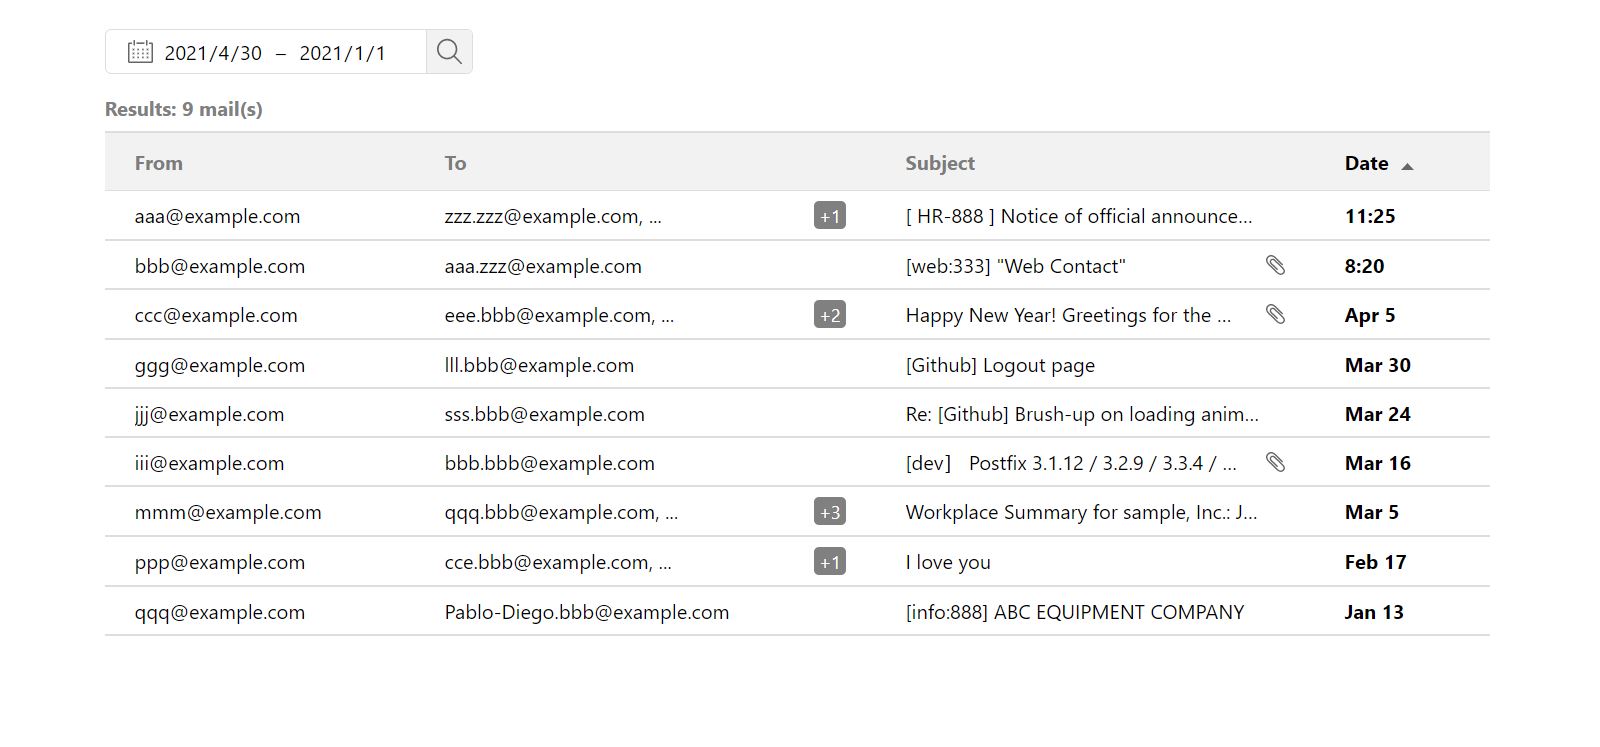 2021/4/30 – 2021/1/1
Results: 9 mail(s)
From To Subject Date
aaa@example.com zzz.zzz@example.com, ... +1 [ HR-888 ] Notice of official announce... 11:25
bbb@example.com aaa.zzz@example.com [web:333] "Web Contact" 8:20
ccc@example.com eee.bbb@example.com, ... +2 Happy New Year! Greetings for the ... Apr 5
ggg@example.com lll.bbb@example.com [Github] Logout page Mar 30
jjj@example.com sss.bbb@example.com Re: [Github] Brush-up on loading anim... Mar 24
iii@example.com bbb.bbb@example.com [dev] Postfix 3.1.12 / 3.2.9 / 3.3.4 / ... Mar 16
mmm@example.com qqq.bbb@example.com, ... +3 Workplace Summary for sample, Inc.: J... Mar 5
ppp@example.com cce.bbb@example.com, ... +1 I love you Feb 17
qqq@example.com Pablo-Diego.bbb@example.com [info:888] ABC EQUIPMENT COMPANY Jan 13